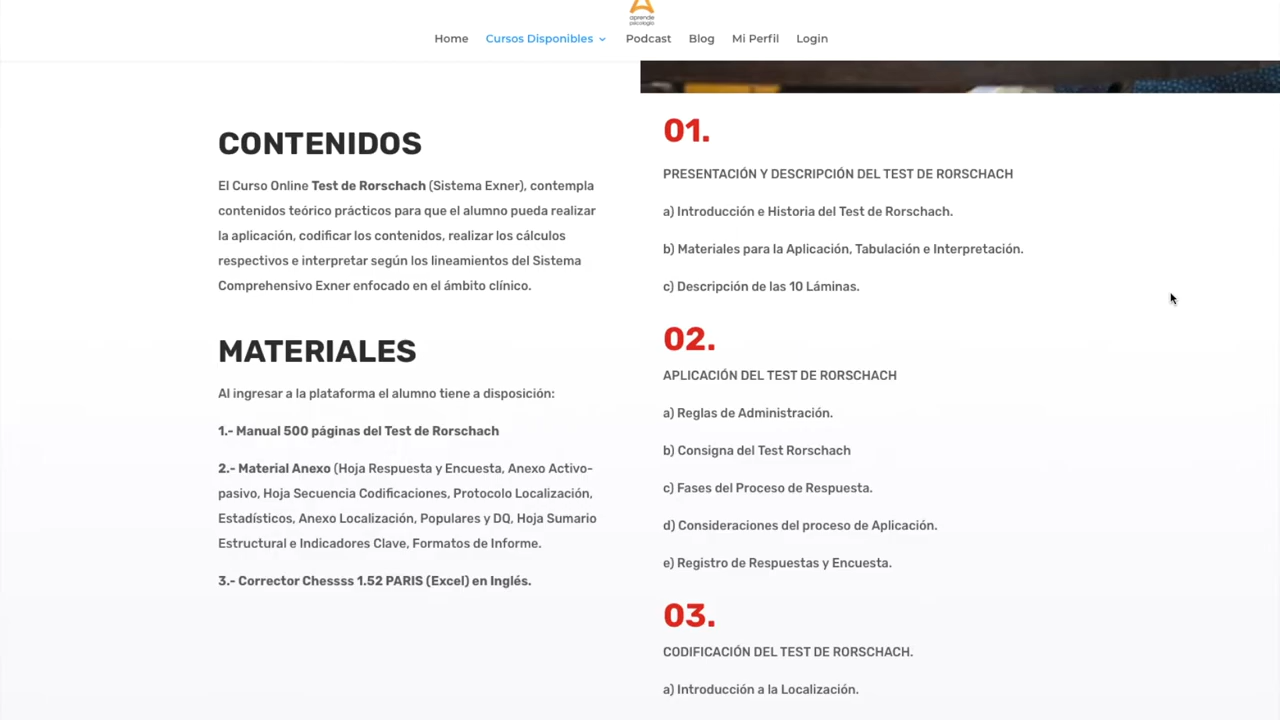 aprende
psicología
Home Cursos Disponibles Podcast Blog Mi Perfil Login
CONTENIDOS
El Curso Online Test de Rorschach (Sistema Exner), contempla
contenidos teórico prácticos para que el alumno pueda realizar
la aplicación, codificar los contenidos, realizar los cálculos
respectivos e interpretar según los lineamientos del Sistema
Comprehensivo Exner enfocado en el ámbito clínico.
MATERIALES
Al ingresar a la plataforma el alumno tiene a disposición:
1.- Manual 500 páginas del Test de Rorschach
2.- Material Anexo (Hoja Respuesta y Encuesta, Anexo Activo-
pasivo, Hoja Secuencia Codificaciones, Protocolo Localización,
Estadísticos, Anexo Localización, Populares y DQ, Hoja Sumario
Estructural e Indicadores Clave, Formatos de Informe.
3.- Corrector Chessss 1.52 PARIS (Excel) en Inglés.
01.
PRESENTACIÓN Y DESCRIPCIÓN DEL TEST DE RORSCHACH
a) Introducción e Historia del Test de Rorschach.
b) Materiales para la Aplicación, Tabulación e Interpretación.
c) Descripción de las 10 Láminas.
02.
APLICACIÓN DEL TEST DE RORSCHACH
a) Reglas de Administración.
b) Consigna del Test Rorschach
c) Fases del Proceso de Respuesta.
d) Consideraciones del proceso de Aplicación.
e) Registro de Respuestas y Encuesta.
03.
CODIFICACIÓN DEL TEST DE RORSCHACH.
a) Introducción a la Localización.